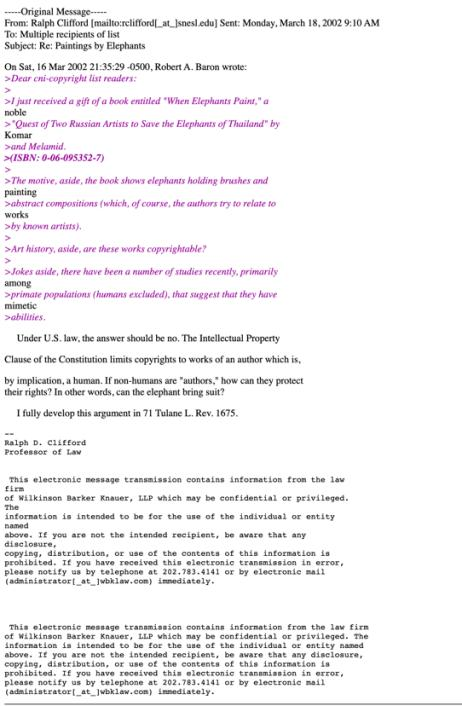 -----Original Message-----
From: Ralph Clifford [mailto:rclifford[_at_]snesl.edu] Sent: Monday, March 18, 2002 9:10 AM
To: Multiple recipients of list
Subject: Re: Paintings by Elephants
On Sat, 16 Mar 2002 21:35:29 -0500, Robert A. Baron wrote:
>Dear cni-copyright list readers:
>
>I just received a gift of a book entitled "When Elephants Paint," a
noble
>"Quest of Two Russian Artists to Save the Elephants of Thailand" by
Komar
>and Melamid.
>(ISBN: 0-06-095352-7)
>
>The motive, aside, the book shows elephants holding brushes and
painting
>abstract compositions (which, of course, the authors try to relate to
works
>by known artists).
>
>Art history, aside, are these works copyrightable?
>
>Jokes aside, there have been a number of studies recently, primarily
among
>primate populations (humans excluded), that suggest that they have
mimetic
>abilities.
Under U.S. law, the answer should be no. The Intellectual Property
Clause of the Constitution limits copyrights to works of an author which is,
by implication, a human. If non-humans are "authors," how can they protect
their rights? In other words, can the elephant bring suit?
I fully develop this argument in 71 Tulane L. Rev. 1675.
--
Ralph D. Clifford
Professor of Law
This electronic message transmission contains information from the law
firm
of Wilkinson Barker Knauer, LLP which may be confidential or privileged.
The
information is intended to be for the use of the individual or entity
named
above. If you are not the intended recipient, be aware that any
disclosure,
copying, distribution, or use of the contents of this information is
prohibited. If you have received this electronic transmission in error,
please notify us by telephone at 202.783.4141 or by electronic mail
(administrator[_at_]wbklaw.com) immediately.
This electronic message transmission contains information from the law firm
of Wilkinson Barker Knauer, LLP which may be confidential or privileged. The
information is intended to be for the use of the individual or entity named
above. If you are not the intended recipient, be aware that any disclosure,
copying, distribution, or use of the contents of this information is
prohibited. If you have received this electronic transmission in error,
please notify us by telephone at 202.783.4141 or by electronic mail
(administrator[_at_]wbklaw.com) immediately.